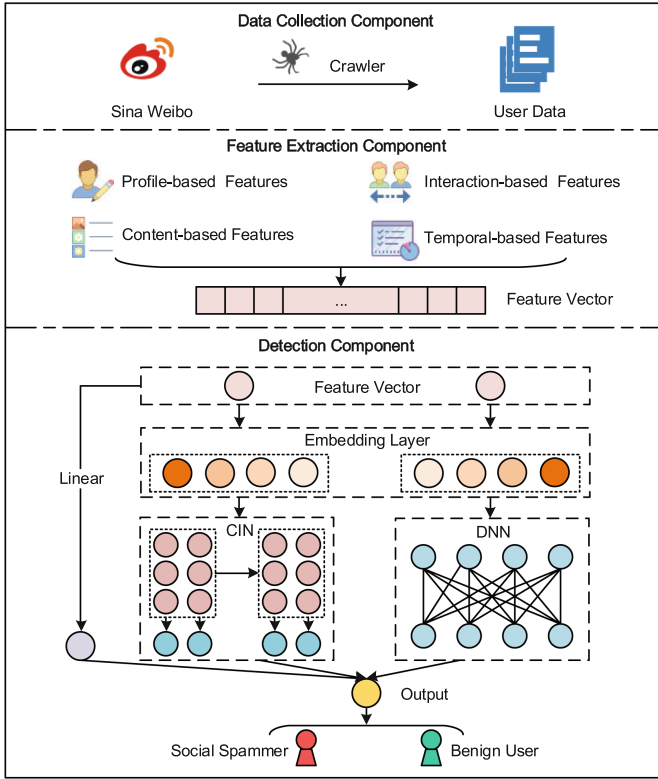 Data Collection Component
Crawler
Sina Weibo
User Data
Feature Extraction Component
Profile-based Features
Interaction-based Features
Content-based Features
Temporal-based Features
...
Feature Vector
Detection Component
Feature Vector
Embedding Layer
Linear
CIN
DNN
Output
Social Spammer
Benign User